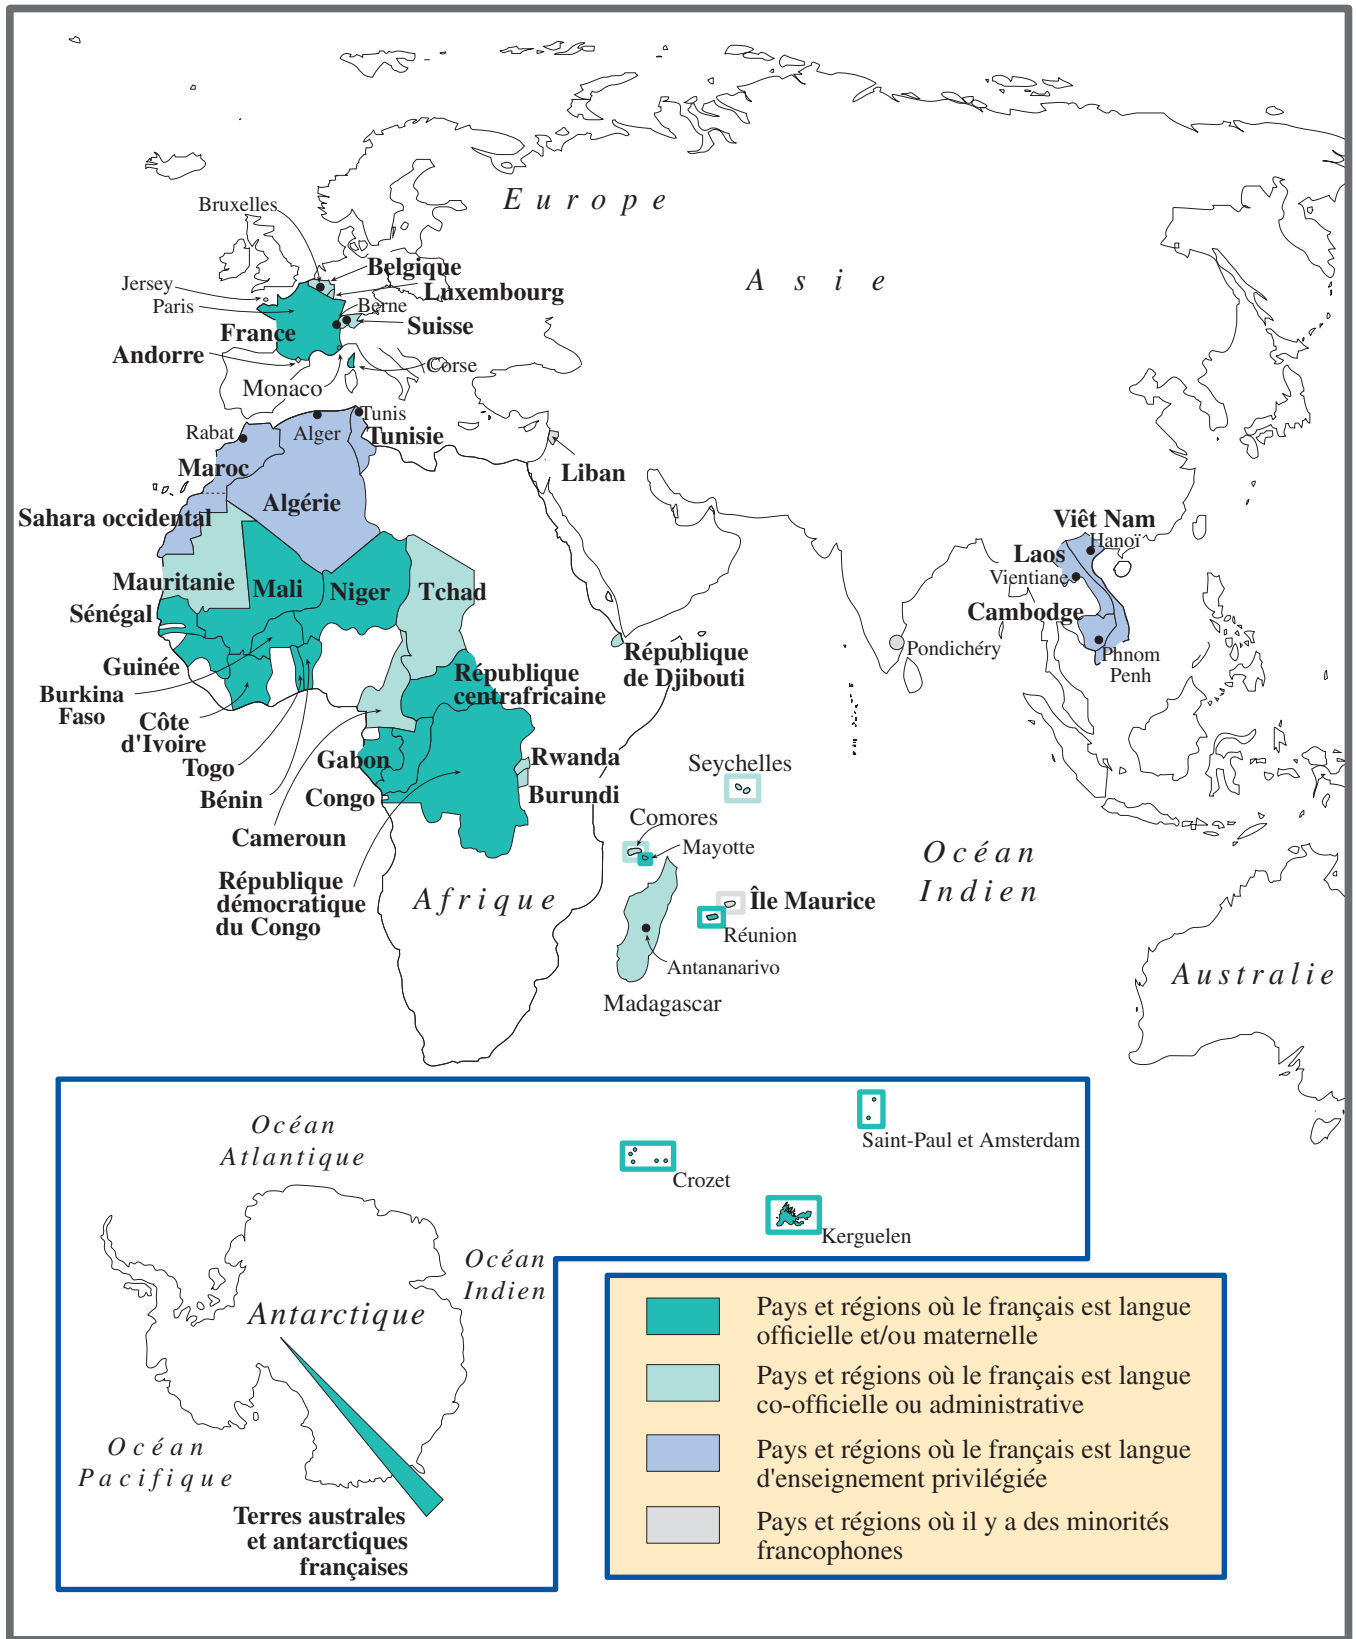 Europe
Asie
Bruxelles
Belgique
Luxembourg
Jersey
Paris
Berne
France
Suisse
Andorre
Corse
Monaco
Tunis
Rabat
Alger
Tunisie
Maroc
Liban
Algérie
Sahara occidental
Viêt Nam
Hanoï
Laos
Vientiane
Mauritanie
Mali
Niger
Tchad
Sénégal
Cambodge
République
de Djibouti
Pondichéry
Phnom
Penh
Guinée
République
centrafricaine
Burkina
Faso
Côte
d'Ivoire
Togo
Gabon
Rwanda
Seychelles
Bénin
Congo
Burundi
Cameroun
Comores
Mayotte
Océan
Indien
République
démocratique
du Congo
Afrique
Île Maurice
Réunion
Antananarivo
Madagascar
Australie
Océan
Atlantique
Saint-Paul et Amsterdam
Crozet
Kerguelen
Océan
Indien
Antarctique
Océan
Pacifique
Terres australes
et antarctiques
françaises
Pays et régions où le français est langue
officielle et/ou maternelle
Pays et régions où le français est langue
co-officielle ou administrative
Pays et régions où le français est langue
d'enseignement privilégiée
Pays et régions où il y a des minorités
francophones